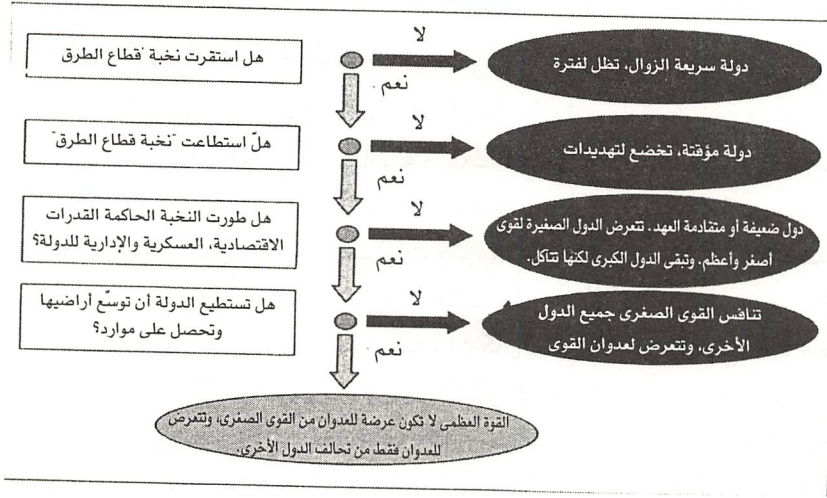 هل استقرت نخبة "قطاع الطرق
لا
دولة سريعة الزوال، تظل لفترة
نعم
هلّ استطاعت "نخبة قطاع الطرق"
لا
دولة مؤقتة، تخضع لتهديدات
نعم
هل طورت النخبة الحاكمة القدرات
الاقتصادية، العسكرية والإدارية للدولة؟
لا
دول ضعيفة أو متقادمة العهد. تتعرض الدول الصغيرة لقوى
أصغر وأعظم. وتبقى الدول الكبرى لكنها تتآكل.
نعم
هل تستطيع الدولة أن توسّع أراضيها
وتحصل على موارد؟
لا
تنافس القوى الصغرى جميع الدول
الأخرى، وتتعرض لعدوان القوى
نعم
القوة العظمى لا تكون عرضة للعدوان من القوى الصغرى، وتتعرض
للعدوان فقط من تحالف الدول الأخرى.